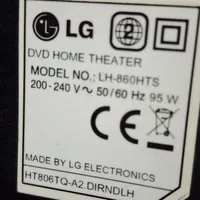 LG 2
DVD HOME THEATER
MODEL NO.: LH-860HTS
200-240 V ~ 50/60 Hz 95 W
CE
MADE BY LG ELECTRONICS
HT806TQ-A2.DIRNDLH